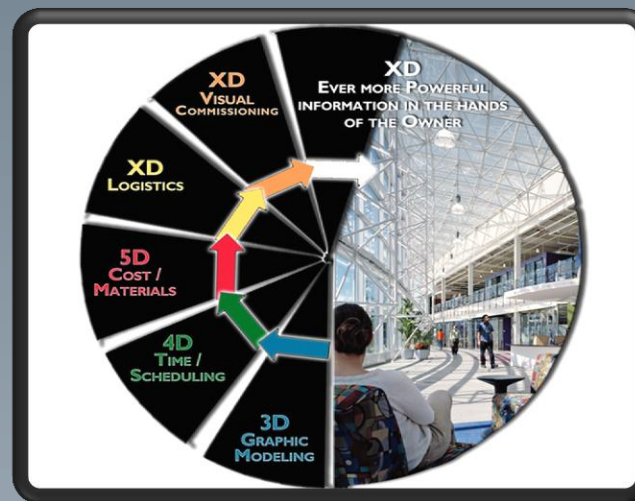 XD
EVER MORE POWERFUL
INFORMATION IN THE HANDS
OF THE OWNER
XD
VISUAL
COMMISSIONING
XD
LOGISTICS
5D
COST /
MATERIALS
4D
TIME /
SCHEDULING
3D
GRAPHIC
MODELING